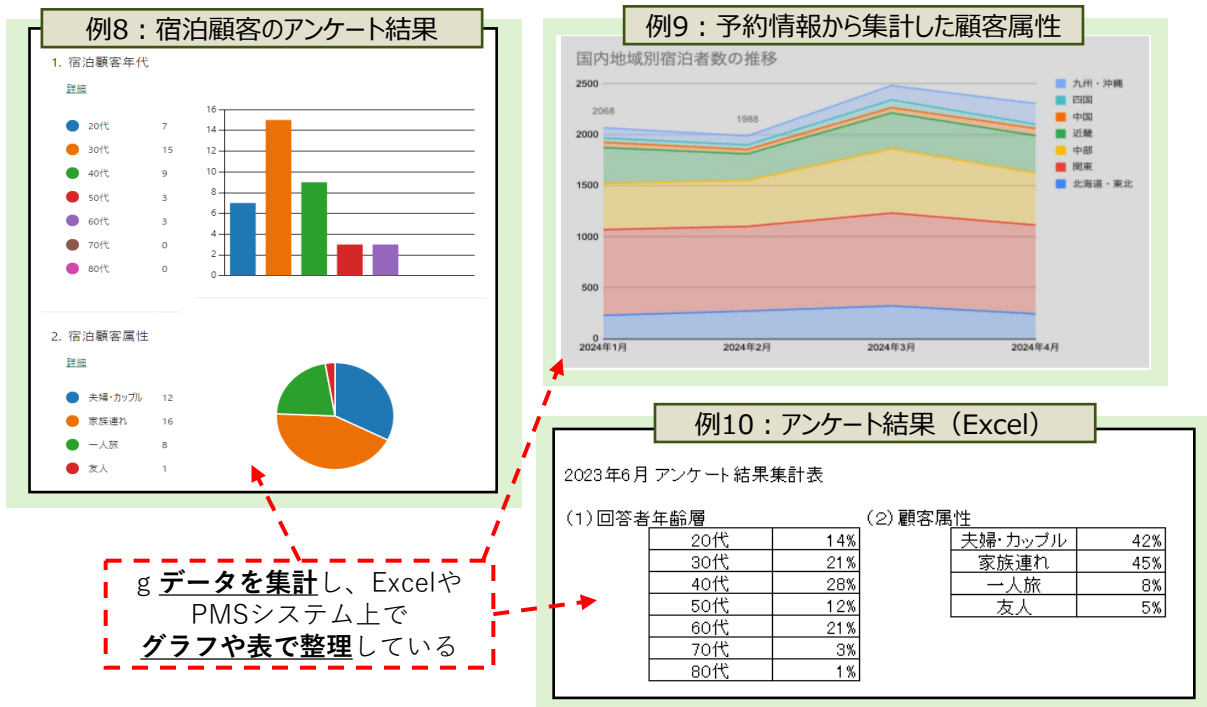 例8：宿泊顧客のアンケート結果
1. 宿泊顧客年代
詳細
20代 7
30代 15
40代 9
50代 3
60代 3
70代 0
80代 0
16
14
12
10
8
6
4
2
0
2. 宿泊顧客属性
詳細
夫婦・カップル 12
家族連れ 16
一人旅 8
友人 1
例9：予約情報から集計した顧客属性
国内地域別宿泊者数の推移
2500
2000
1500
1000
500
0
2068
1988
2024年1月
2024年2月
2024年3月
2024年4月
九州・沖縄
四国
中国
近畿
中部
関東
北海道・東北
例10：アンケート結果（Excel）
2023年6月 アンケート結果集計表
(1)回答者年齢層
20代 14%
30代 21%
40代 28%
50代 12%
60代 21%
70代 3%
80代 1%
(2)顧客属性
夫婦・カップル 42%
家族連れ 45%
一人旅 8%
友人 5%
g データを集計し、Excelや
PMSシステム上で
グラフや表で整理している